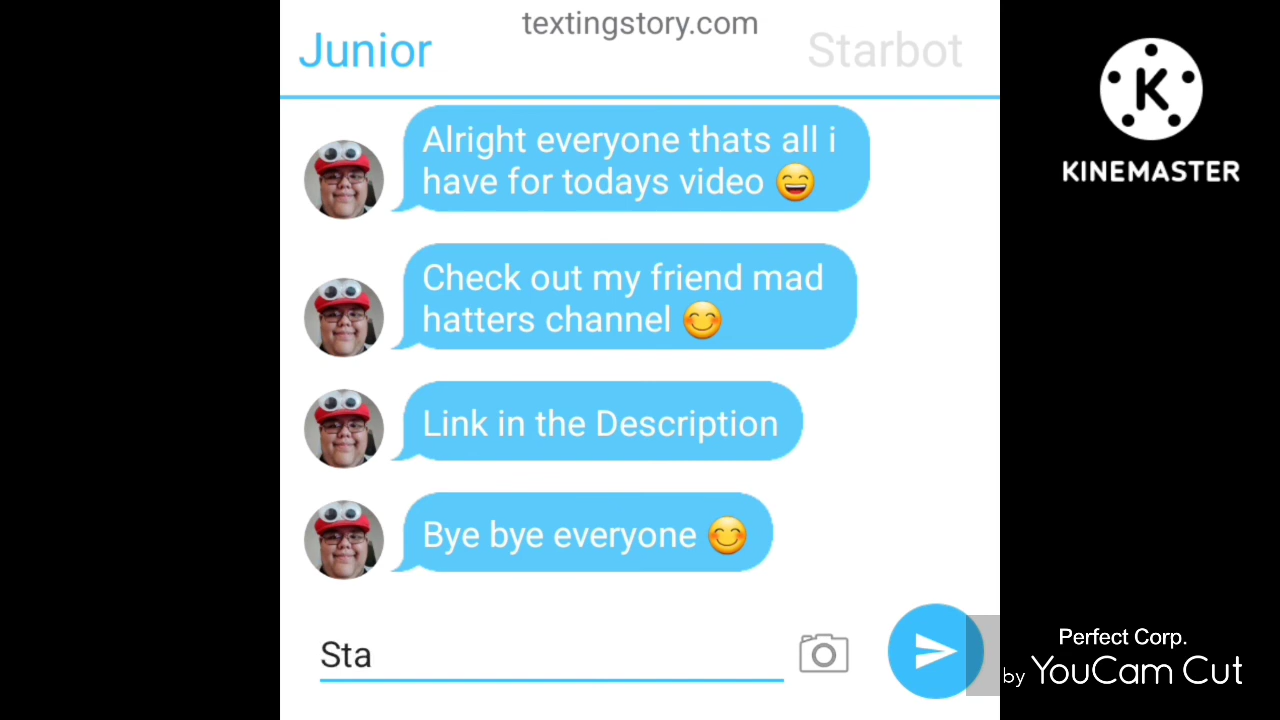 textingstory.com
Junior
Starbot
K
KINEMASTER
Alright everyone thats all i
have for todays video 😄
Check out my friend mad
hatters channel 😊
Link in the Description
Bye bye everyone 😊
Sta
Perfect Corp.
by YouCam Cut